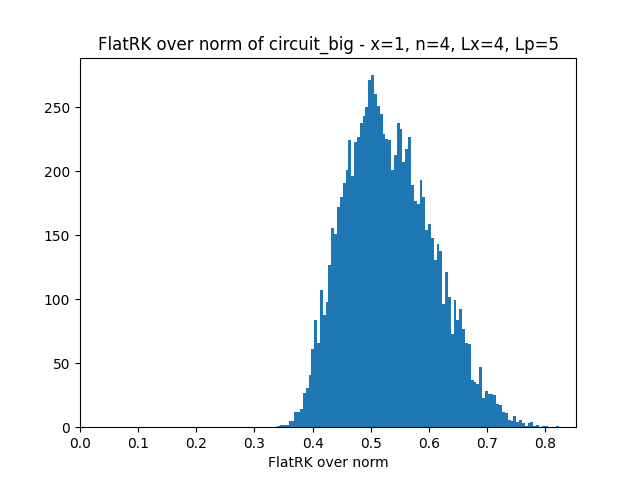 FlatRK over norm of circuit_big - x=1, n=4, Lx=4, Lp=5
250
200
150
100
50
0
0.0 0.1 0.2 0.3 0.4 0.5 0.6 0.7 0.8
FlatRK over norm